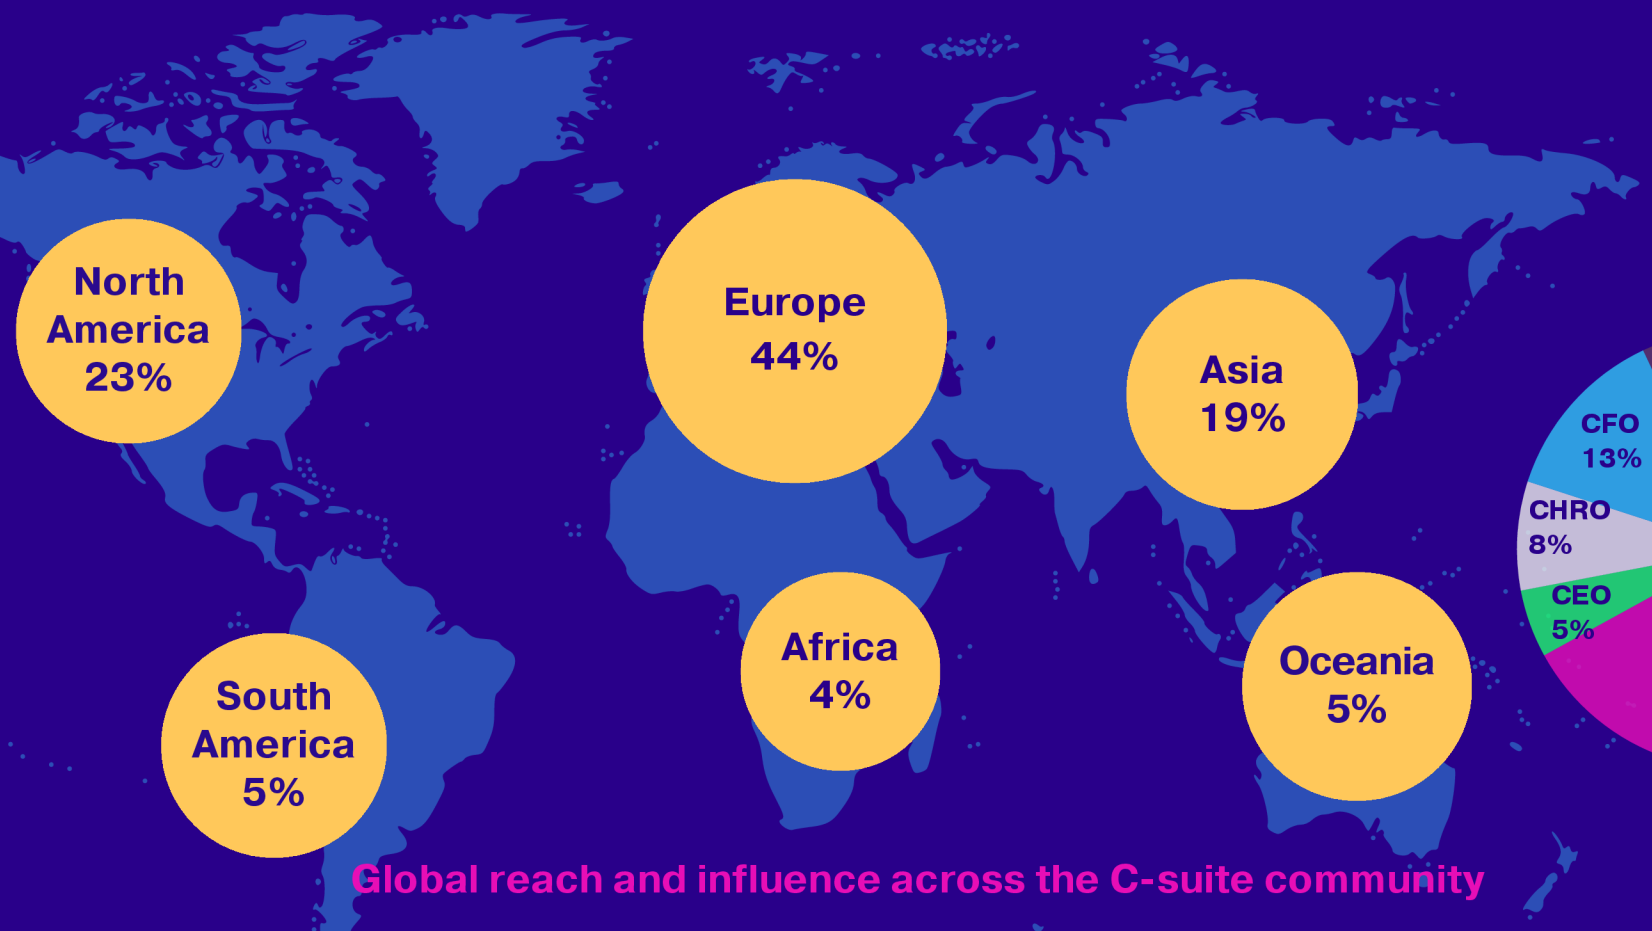 North
America
23%
Europe
44%
Asia
19%
CFO
13%
CHRO
8%
CEO
5%
Africa
4%
Oceania
5%
South
America
5%
Global reach and influence across the C-suite community